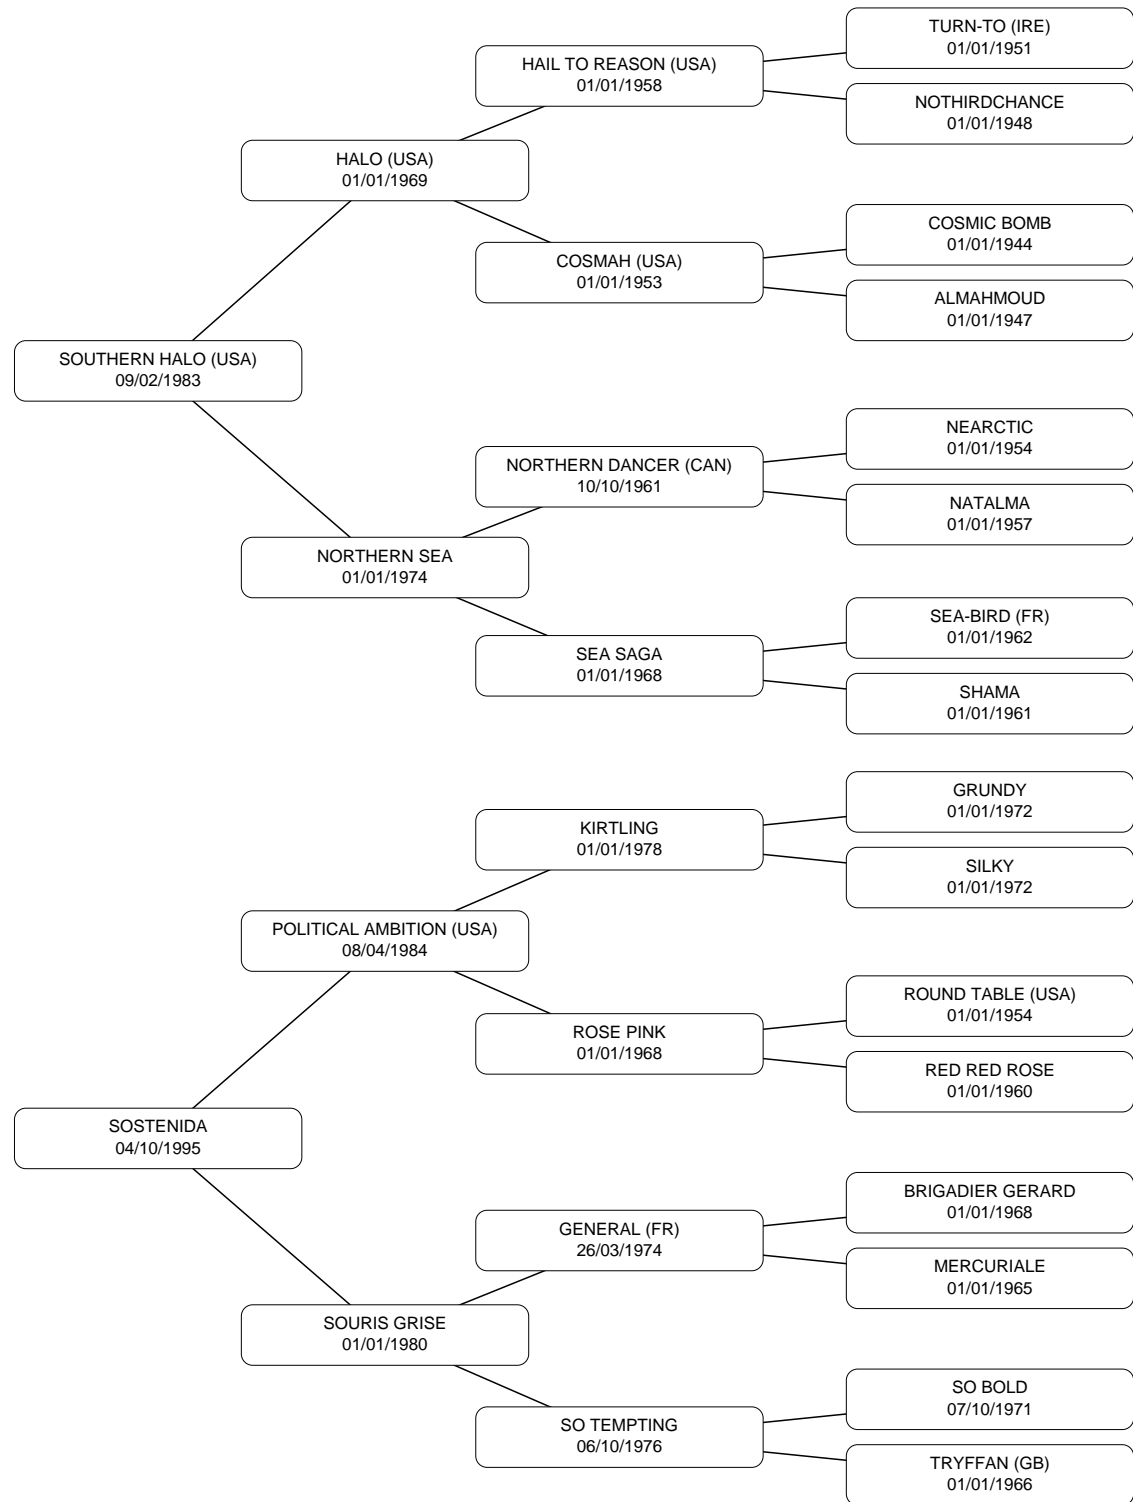 TURN-TO (IRE)
01/01/1951
HAIL TO REASON (USA)
01/01/1958
NOTHIRDCHANCE
01/01/1948
HALO (USA)
01/01/1969
COSMIC BOMB
01/01/1944
COSMAH (USA)
01/01/1953
ALMAHMOUD
01/01/1947
SOUTHERN HALO (USA)
09/02/1983
NEARCTIC
01/01/1954
NORTHERN DANCER (CAN)
10/10/1961
NATALMA
01/01/1957
NORTHERN SEA
01/01/1974
SEA-BIRD (FR)
01/01/1962
SEA SAGA
01/01/1968
SHAMA
01/01/1961
GRUNDY
01/01/1972
KIRTLING
01/01/1978
SILKY
01/01/1972
POLITICAL AMBITION (USA)
08/04/1984
ROUND TABLE (USA)
01/01/1954
ROSE PINK
01/01/1968
RED RED ROSE
01/01/1960
SOSTENIDA
04/10/1995
BRIGADIER GERARD
01/01/1968
GENERAL (FR)
26/03/1974
MERCURIALE
01/01/1965
SOURIS GRISE
01/01/1980
SO BOLD
07/10/1971
SO TEMPTING
06/10/1976
TRYFFAN (GB)
01/01/1966